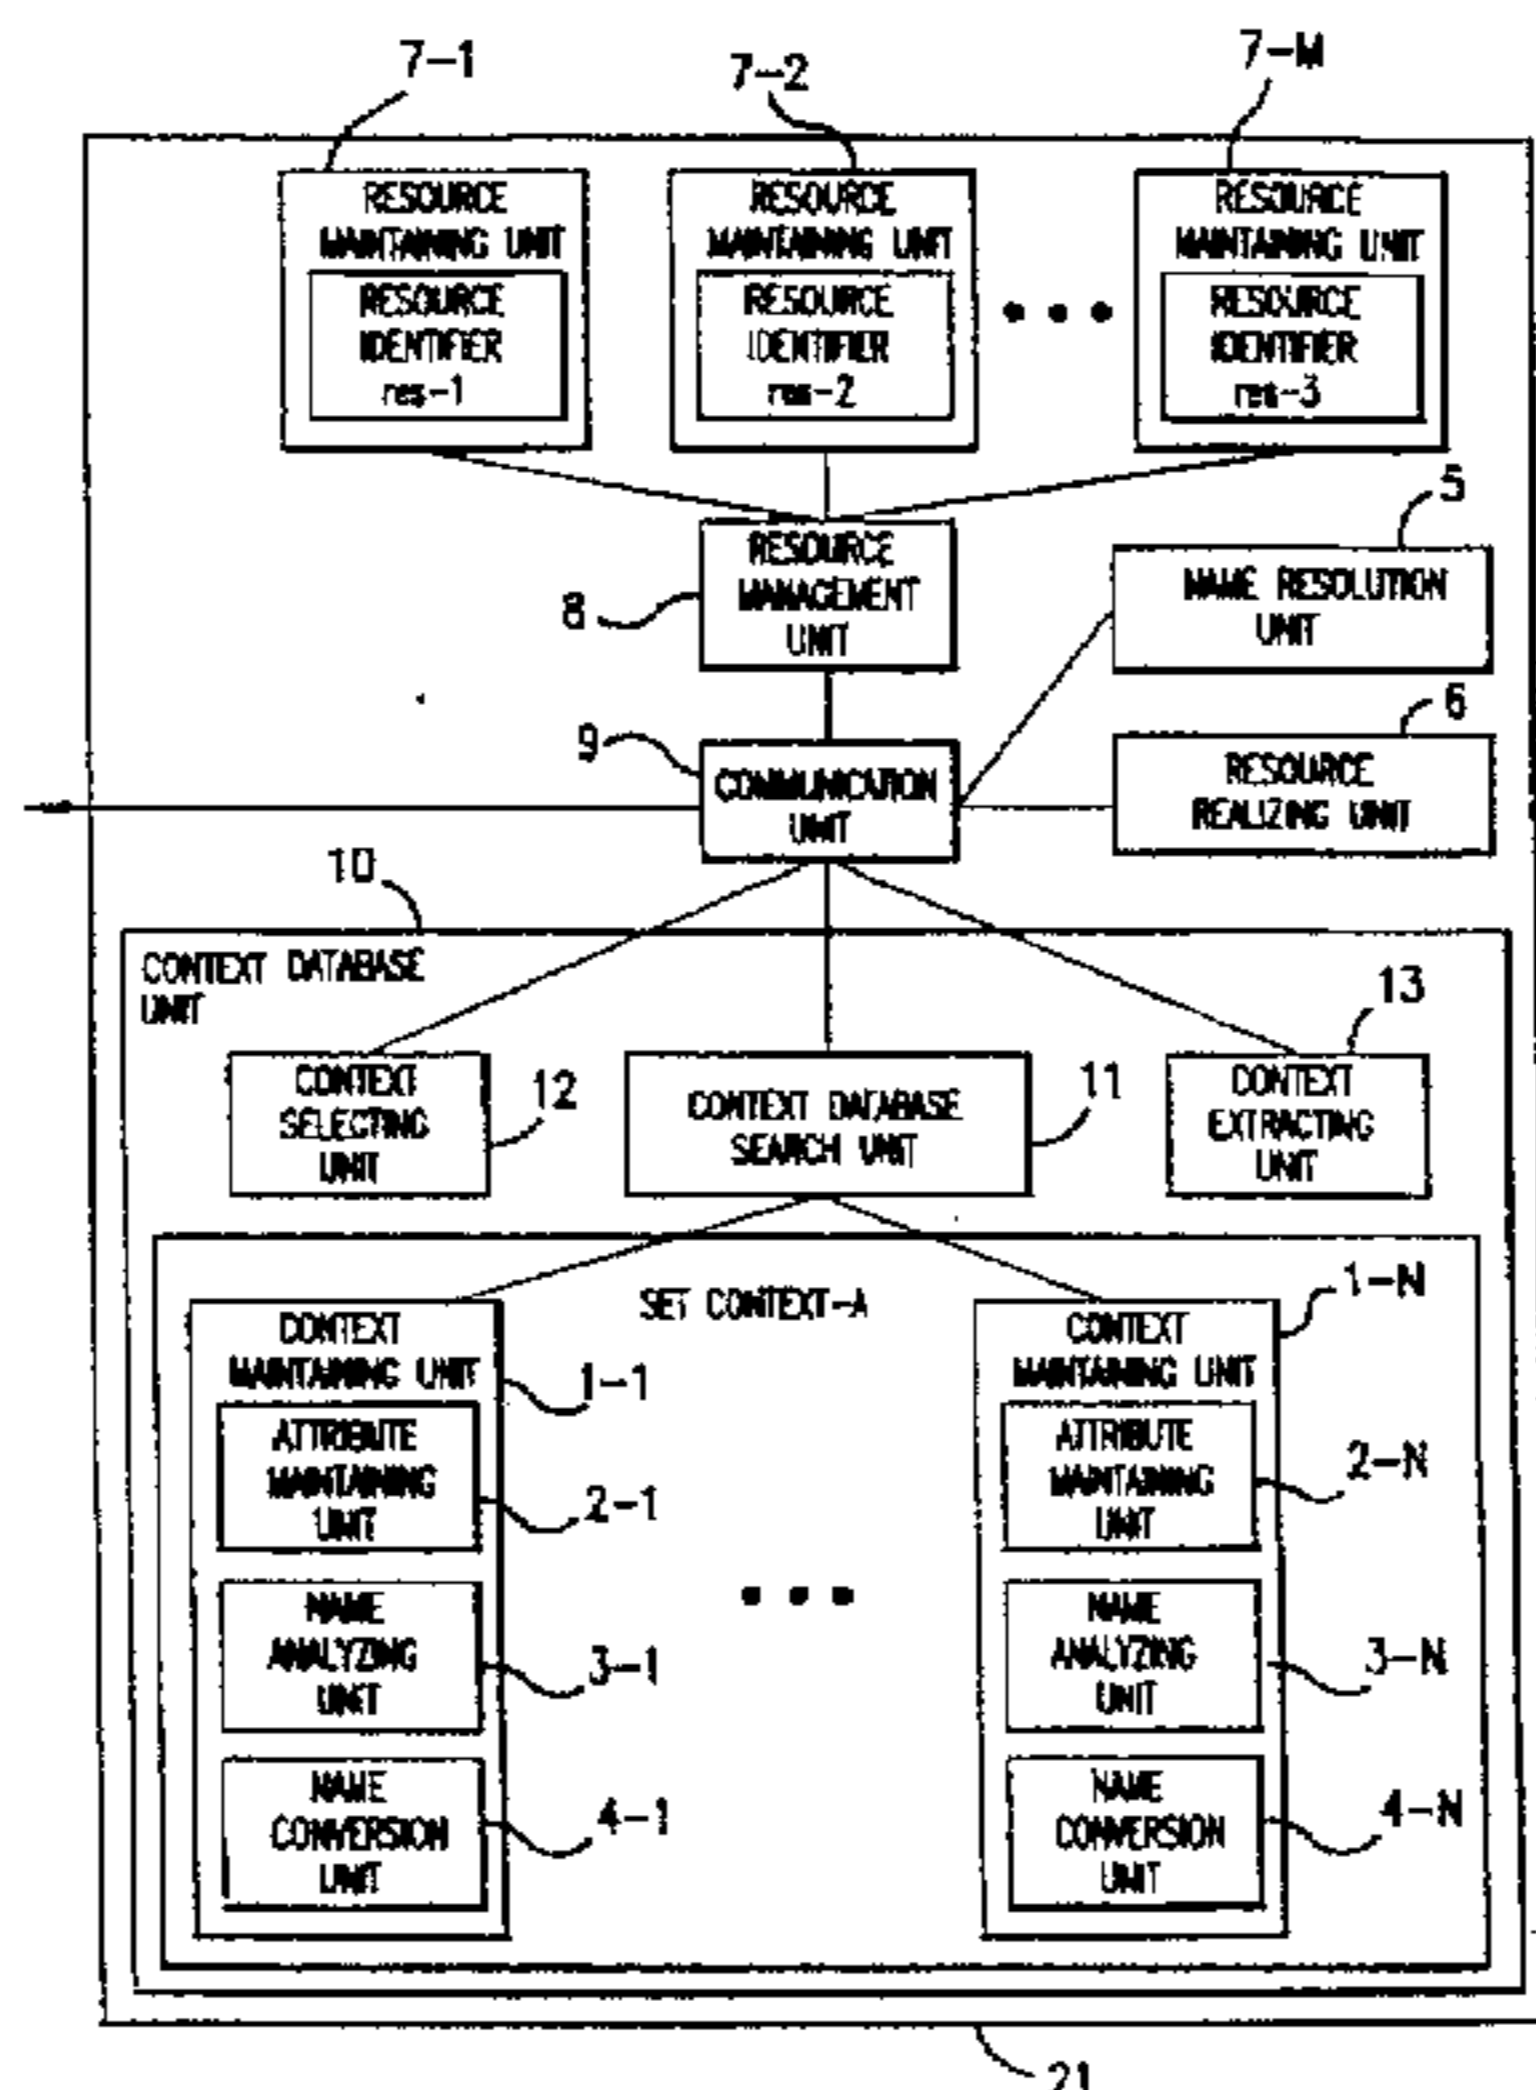 7-1
7-2
7-M
RESOURCE
MAINTAINING UNIT
RESOURCE
IDENTIFIER
res-1
RESOURCE
MAINTAINING UNIT
RESOURCE
IDENTIFIER
res-2
RESOURCE
MAINTAINING UNIT
RESOURCE
IDENTIFIER
res-3
RESOURCE
MANAGEMENT
UNIT
8
5
NAME RESOLUTION
UNIT
9
COMMUNICATION
UNIT
6
RESOURCE
REALIZING UNIT
10
CONTEXT DATABASE
UNIT
CONTEXT
SELECTING
UNIT
12
CONTEXT DATABASE
SEARCH UNIT
11
13
CONTEXT
EXTRACTING
UNIT
SET CONTEXT-A
CONTEXT
MAINTAINING UNIT
1-1
ATTRIBUTE
MAINTAINING
UNIT
2-1
NAME
ANALYZING
UNIT
3-1
NAME
CONVERSION
UNIT
4-1
CONTEXT
MAINTAINING UNIT
1-N
ATTRIBUTE
MAINTAINING
UNIT
2-N
NAME
ANALYZING
UNIT
3-N
NAME
CONVERSION
UNIT
4-N
21